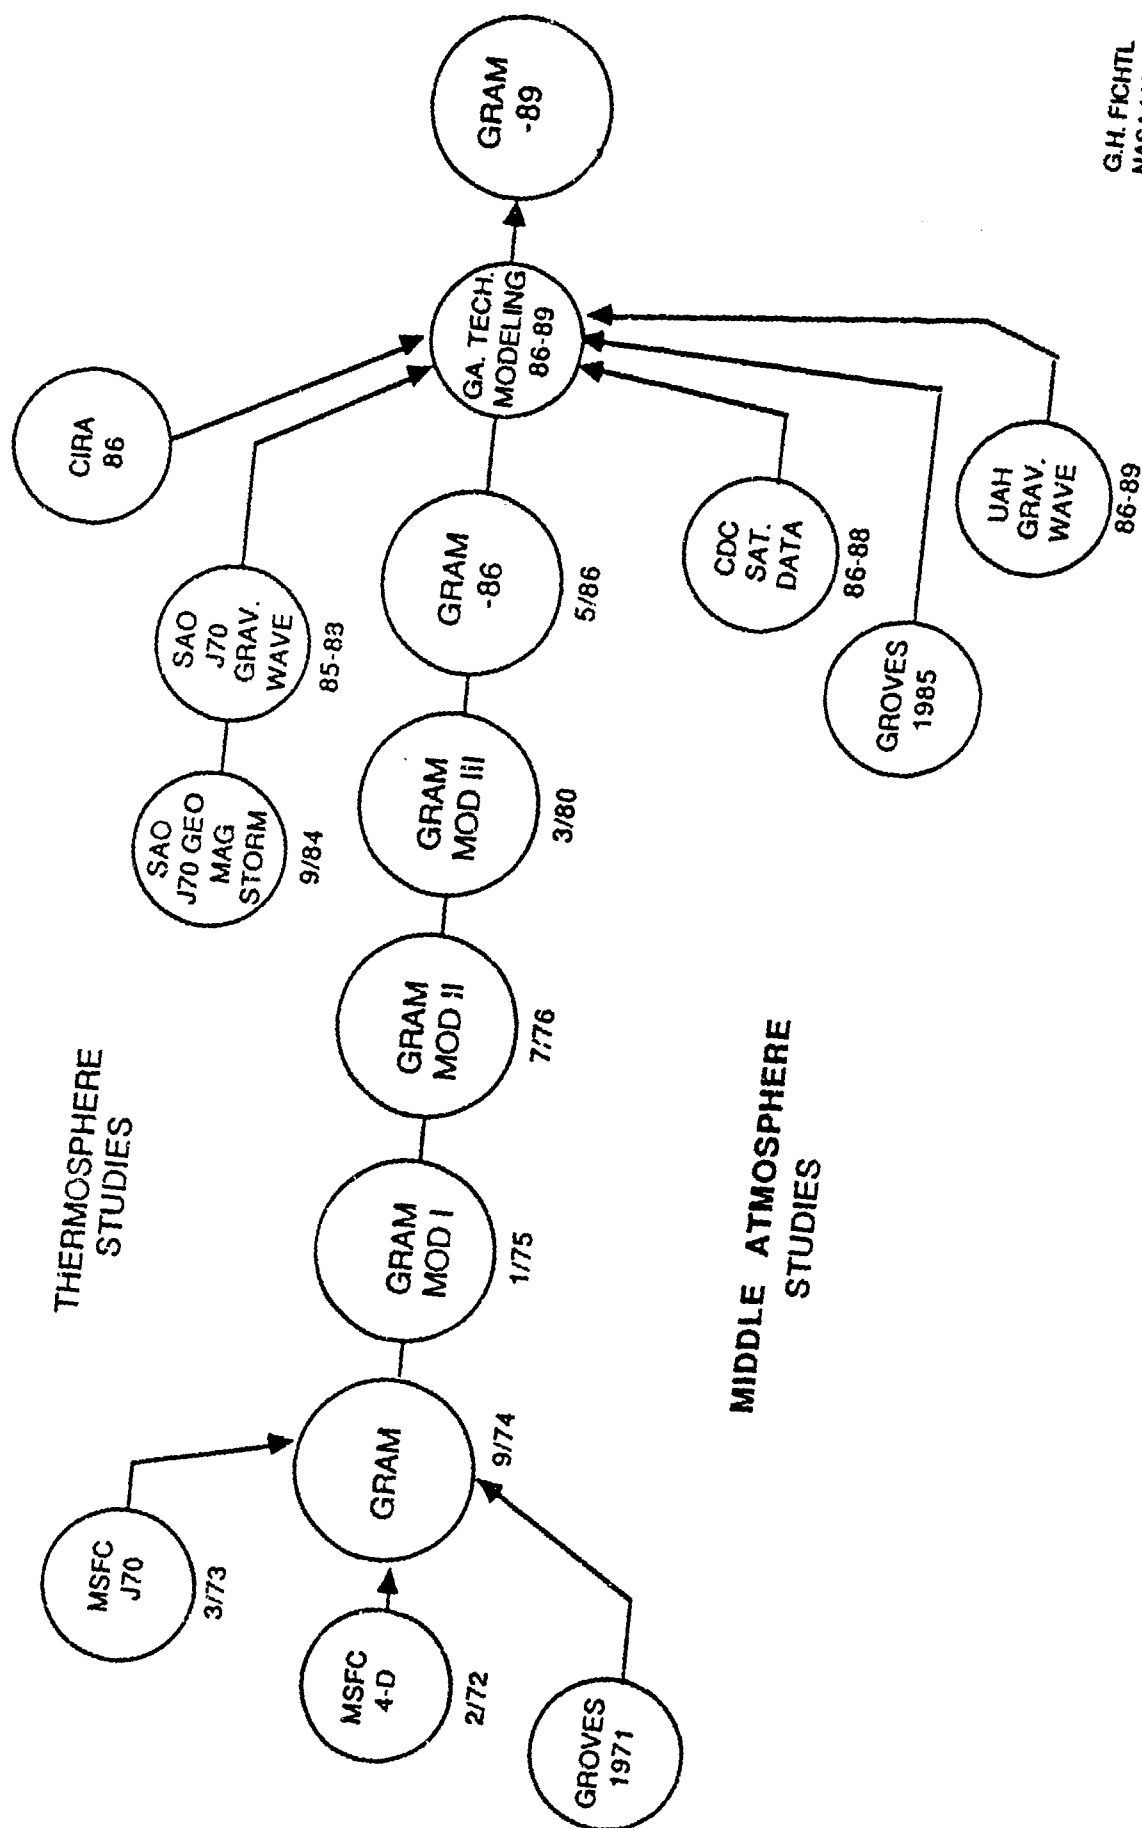 THERMOSPHERE
STUDIES
MSFC
J70
3/73
SAO
J70 GEO
MAG
STORM
9/84
SAO
J70
GRAV.
WAVE
85-88
CIRA
86
MSFC
4-D
2/72
GROVES
1971
GRAM
9/74
GRAM
MOD I
1/75
GRAM
MOD II
7/76
GRAM
MOD III
3/80
GRAM
-86
5/86
GA. TECH.
MODELING
86-89
GRAM
-89
MIDDLE ATMOSPHERE
STUDIES
CDC
SAT.
DATA
86-88
GROVES
1985
UAH
GRAV.
WAVE
86-89
G.H. FICHTL